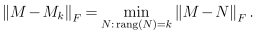 ‖M − M_k‖_F = min_{N: rang(N)=k} ‖M − N‖_F .